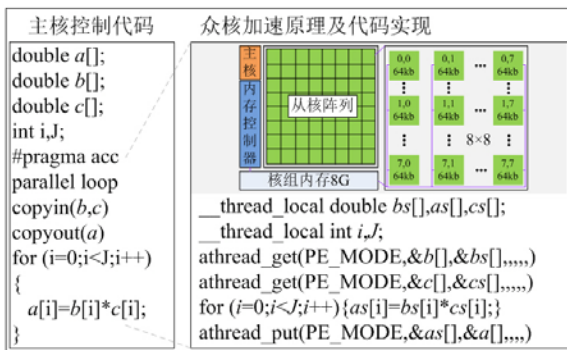 主核控制代码
double a[];
double b[];
double c[];
int i,J;
#pragma acc
parallel loop
copyin(b,c)
copyout(a)
for (i=0;i<J;i++)
{
a[i]=b[i]*c[i];
}
众核加速原理及代码实现
主核
内存控制器
从核阵列
核组内存8G
0,0 64kb
0,1 64kb
...
0,7 64kb
1,0 64kb
1,1 64kb
...
1,7 64kb
8×8
7,0 64kb
7,1 64kb
...
7,7 64kb
__thread_local double bs[],as[],cs[];
__thread_local int i,J;
athread_get(PE_MODE,&b[],&bs[],,,,,)
athread_get(PE_MODE,&c[],&cs[],,,,,)
for (i=0;i<J;i++){as[i]=bs[i]*cs[i];}
athread_put(PE_MODE,&as[],&a[],,,,)